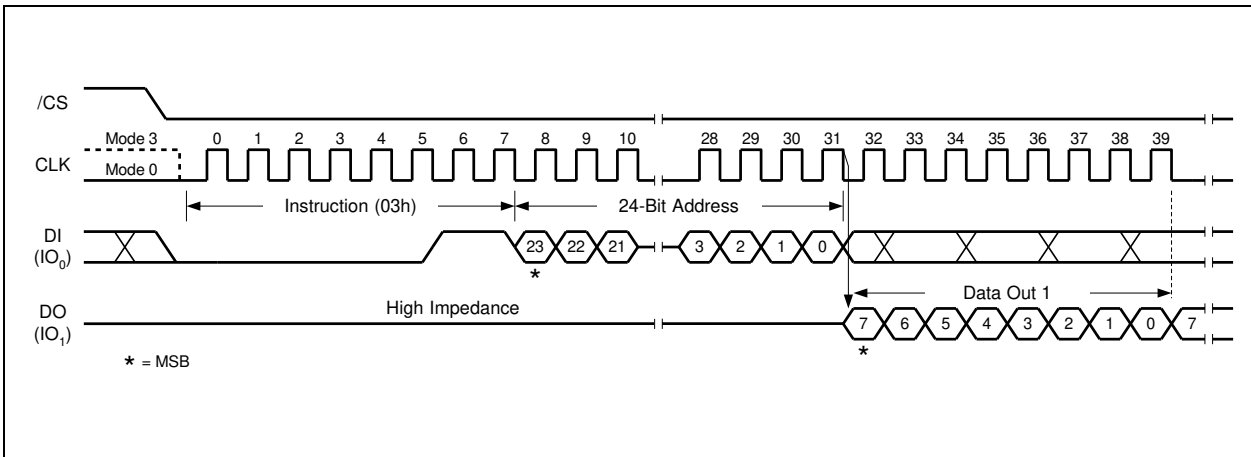 /CS
Mode 3
Mode 0
CLK
0 1 2 3 4 5 6 7 8 9 10 28 29 30 31 32 33 34 35 36 37 38 39
Instruction (03h)
24-Bit Address
DI
(IO₀)
23 22 21 3 2 1 0
*
Data Out 1
DO
(IO₁)
High Impedance
7 6 5 4 3 2 1 0 7
*
* = MSB